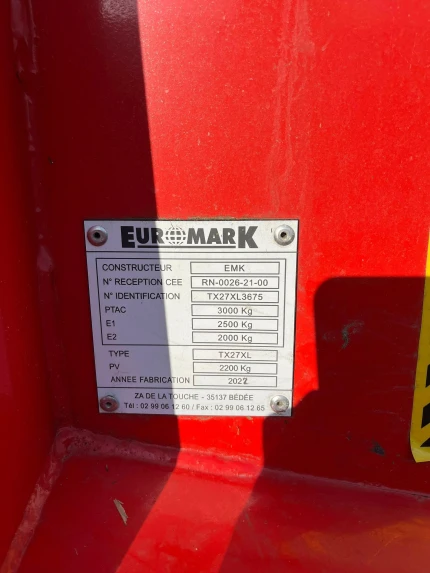 EUROMARK
CONSTRUCTEUR EMK
N° RECEPTION CEE RN-0026-21-00
N° IDENTIFICATION TX27XL3675
PTAC 3000 Kg
E1 2500 Kg
E2 2000 Kg
TYPE TX27XL
PV 2200 Kg
ANNEE FABRICATION
ZA DE LA TOUCHE - 35137 BÉDÉE
Tél : 02 99 06 12 60 / Fax : 02 99 06 12 65